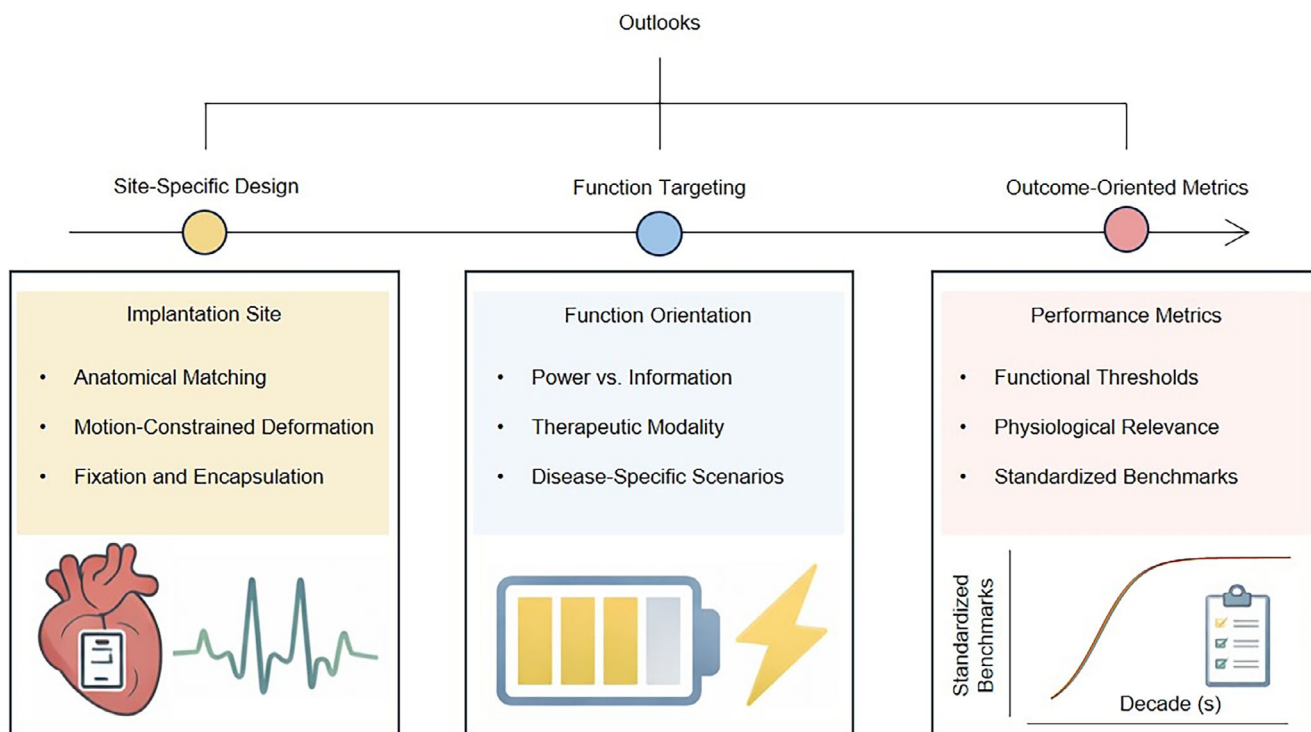 Outlooks
Site-Specific Design
Function Targeting
Outcome-Oriented Metrics
Implantation Site
• Anatomical Matching
• Motion-Constrained Deformation
• Fixation and Encapsulation
Function Orientation
• Power vs. Information
• Therapeutic Modality
• Disease-Specific Scenarios
Performance Metrics
• Functional Thresholds
• Physiological Relevance
• Standardized Benchmarks
Standardized
Benchmarks
Decade (s)